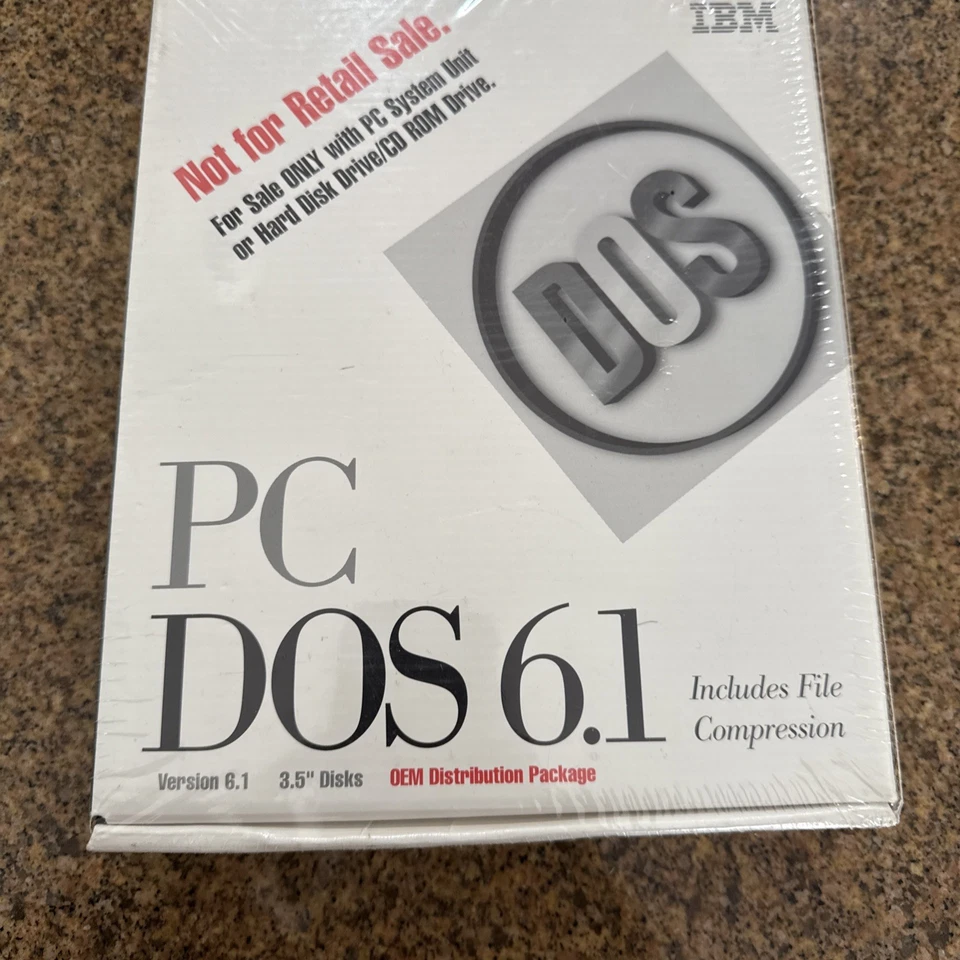 IBM
Not for Retail Sale.
For Sale ONLY with PC System Unit
or Hard Disk Drive/CD ROM Drive.
DOS
PC
DOS 6.1
Includes File
Compression
Version 6.1 3.5" Disks OEM Distribution Package